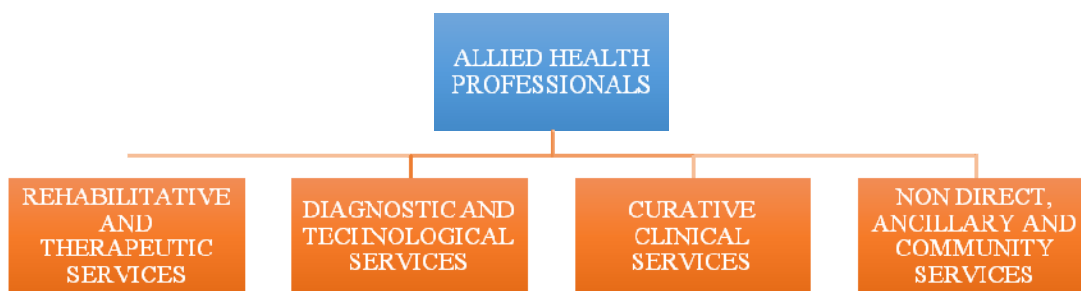 ALLIED HEALTH
PROFESSIONALS
REHABILITATIVE
AND
THERAPEUTIC
SERVICES
DIAGNOSTIC AND
TECHNOLOGICAL
SERVICES
CURATIVE
CLINICAL
SERVICES
NON DIRECT,
ANCILLARY AND
COMMUNITY
SERVICES